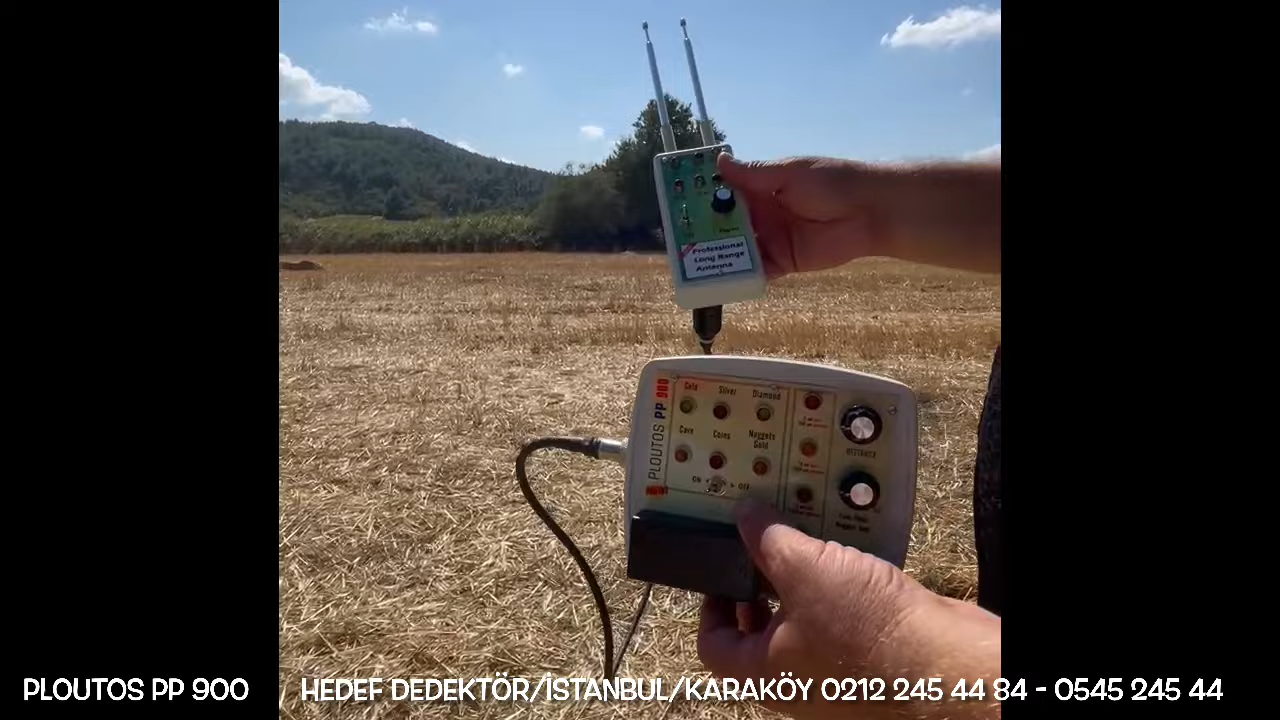 Professional
Long Range
Antenna
PLOUTOS PP 900
Gold
Silver
Diamond
Cave
Coins
Nuggets
Gold
ON < > OFF
DISTANCE
PLOUTOS PP 900
HEDEF DEDEKTÖR/İSTANBUL/KARAKÖY 0212 245 44 84 - 0545 245 44